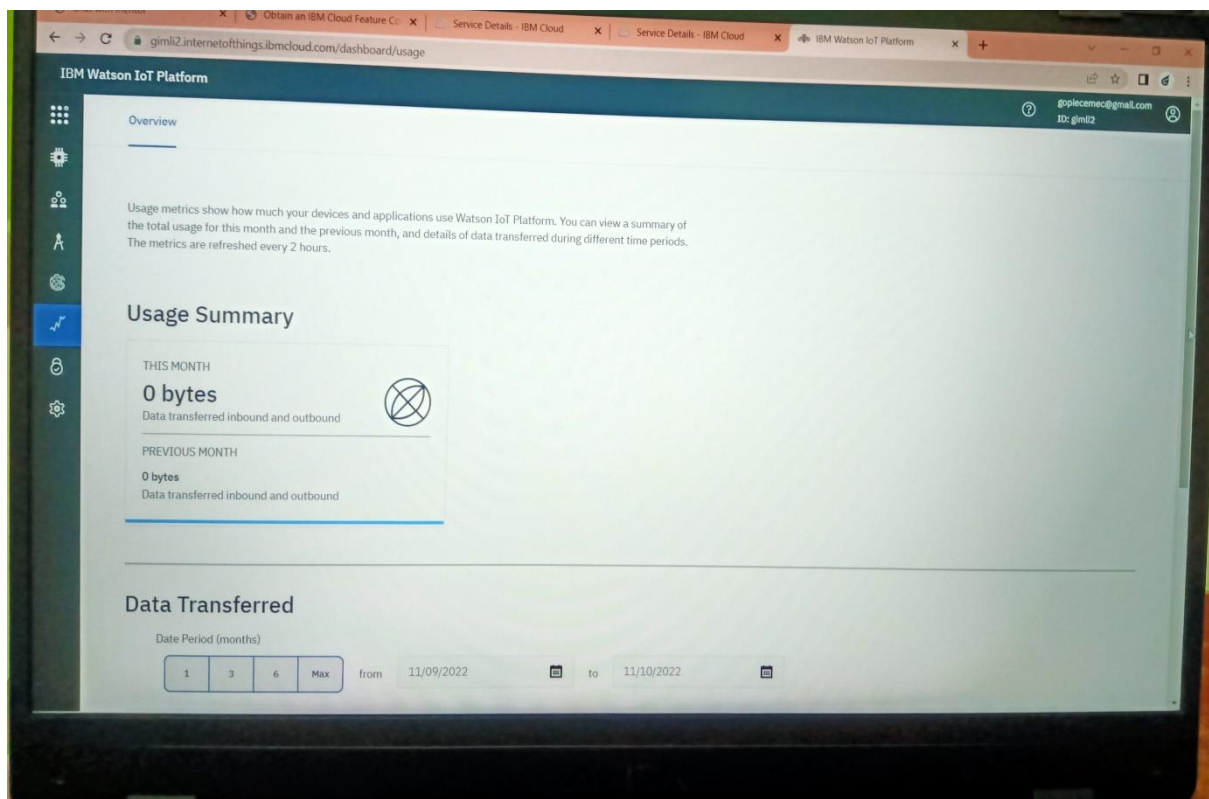 Obtain an IBM Cloud Feature Co
Service Details - IBM Cloud
Service Details - IBM Cloud
IBM Watson IoT Platform
gimli2.internetofthings.ibmcloud.com/dashboard/usage
IBM Watson IoT Platform
gopiecemec@gmail.com
ID: gimli2
Overview
Usage metrics show how much your devices and applications use Watson IoT Platform. You can view a summary of
the total usage for this month and the previous month, and details of data transferred during different time periods.
The metrics are refreshed every 2 hours.
Usage Summary
THIS MONTH
0 bytes
Data transferred inbound and outbound
PREVIOUS MONTH
0 bytes
Data transferred inbound and outbound
Data Transferred
Date Period (months)
1 3 6 Max from 11/09/2022 to 11/10/2022